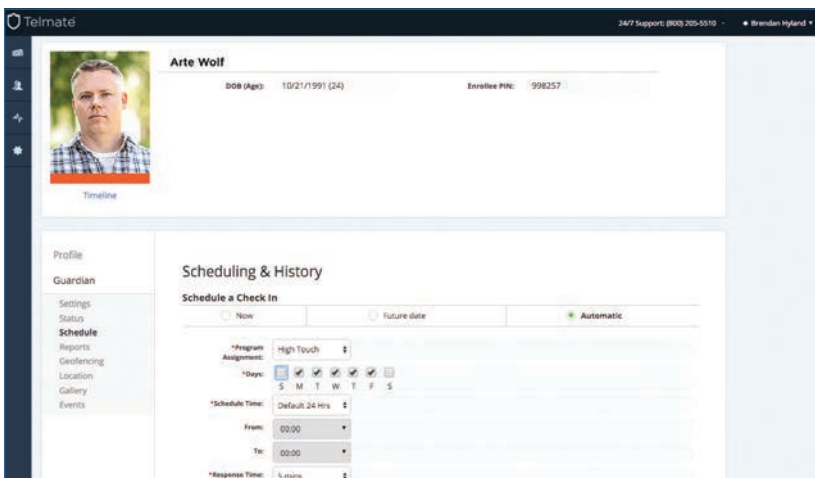 Telmate
24/7 Support: (800) 205-5510
Brendan Hyland
Arte Wolf
DOB (Age): 10/21/1991 (24) Enrollee PIN: 998257
Timeline
Profile
Guardian
Settings
Status
Schedule
Reports
Geofencing
Location
Gallery
Events
Scheduling & History
Schedule a Check In
Now Future date Automatic
*Program Assignment: High Touch
*Days:
S M T W T F S
*Schedule Time: Default 24 Hrs
From: 00:00
To: 00:00
*Response Time: 5 mins